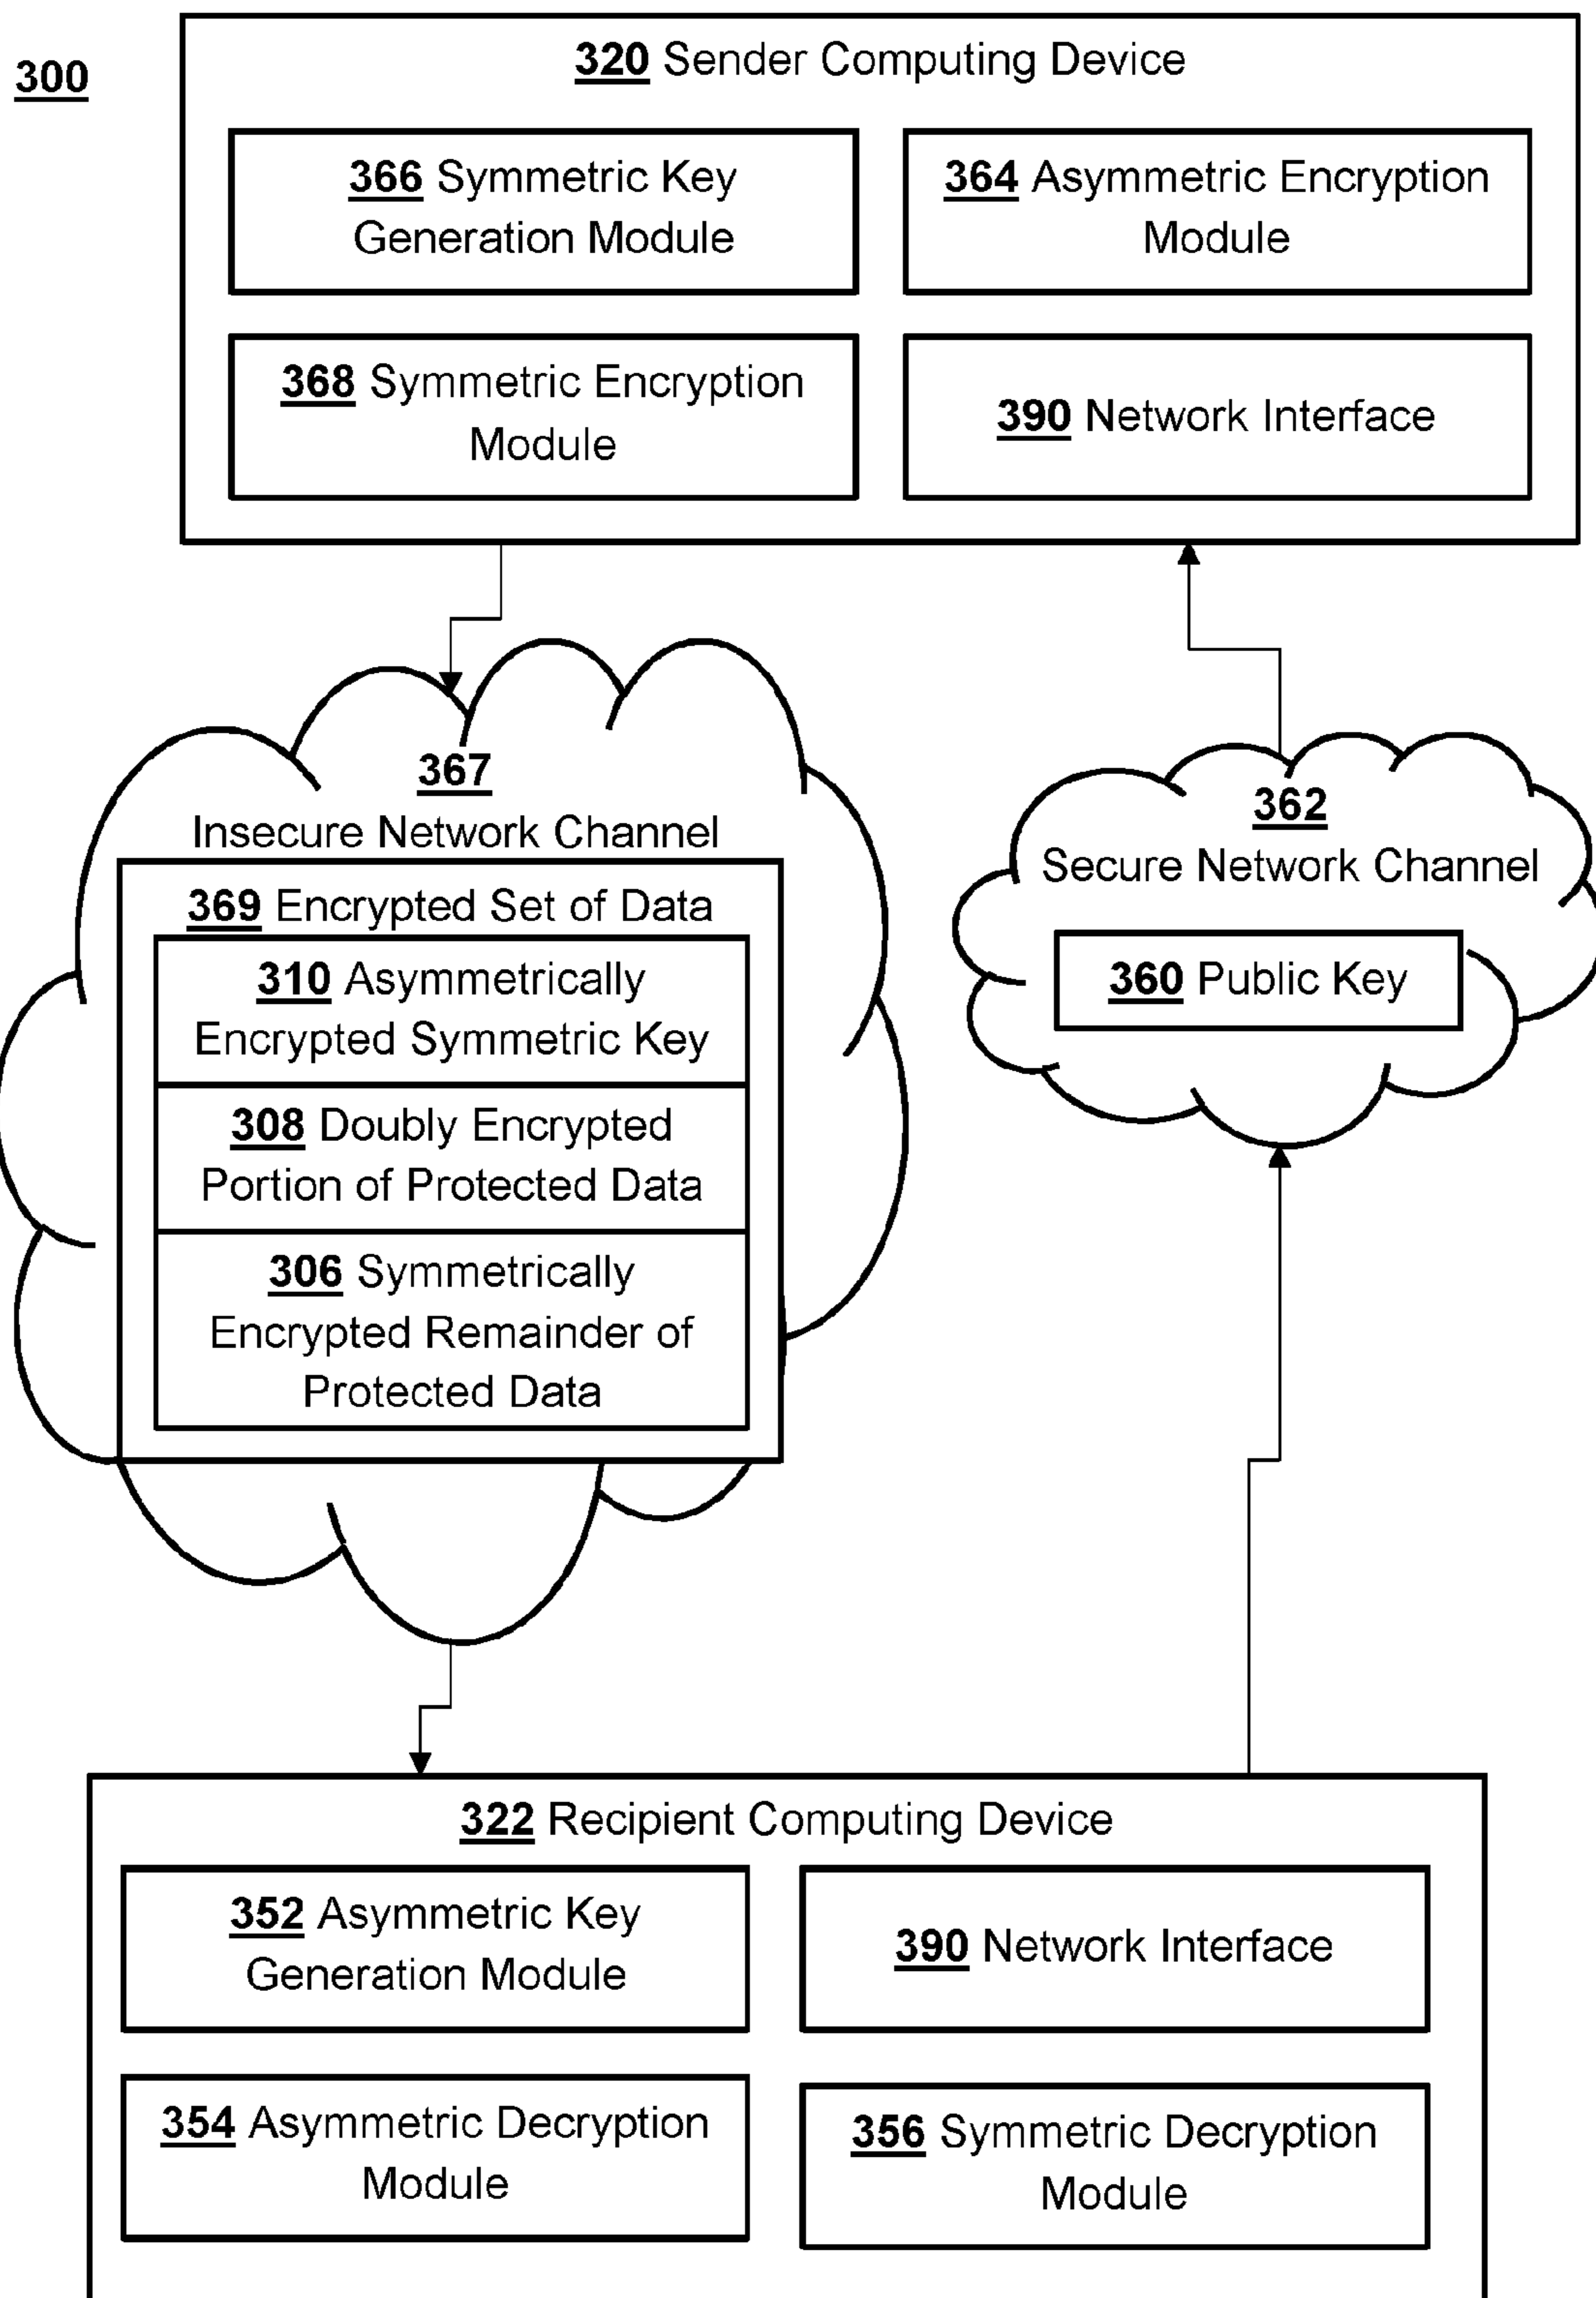 300
320 Sender Computing Device
366 Symmetric Key
Generation Module
364 Asymmetric Encryption
Module
368 Symmetric Encryption
Module
390 Network Interface
367
Insecure Network Channel
369 Encrypted Set of Data
310 Asymmetrically
Encrypted Symmetric Key
308 Doubly Encrypted
Portion of Protected Data
306 Symmetrically
Encrypted Remainder of
Protected Data
362
Secure Network Channel
360 Public Key
322 Recipient Computing Device
352 Asymmetric Key
Generation Module
390 Network Interface
354 Asymmetric Decryption
Module
356 Symmetric Decryption
Module